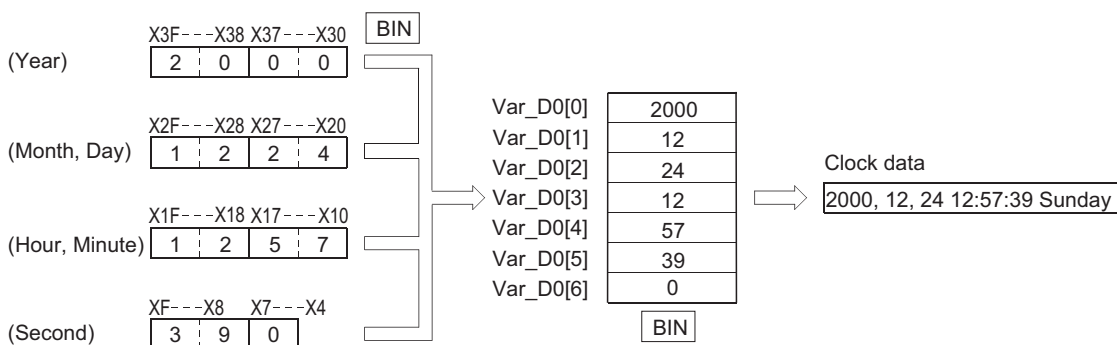 X3F---X38 X37---X30 BIN
(Year) 2 0 0 0
X2F---X28 X27---X20
(Month, Day) 1 2 2 4
X1F---X18 X17---X10
(Hour, Minute) 1 2 5 7
XF---X8 X7---X4
(Second) 3 9 0
Var_D0[0] 2000
Var_D0[1] 12
Var_D0[2] 24
Var_D0[3] 12
Var_D0[4] 57
Var_D0[5] 39
Var_D0[6] 0
BIN
Clock data
2000, 12, 24 12:57:39 Sunday